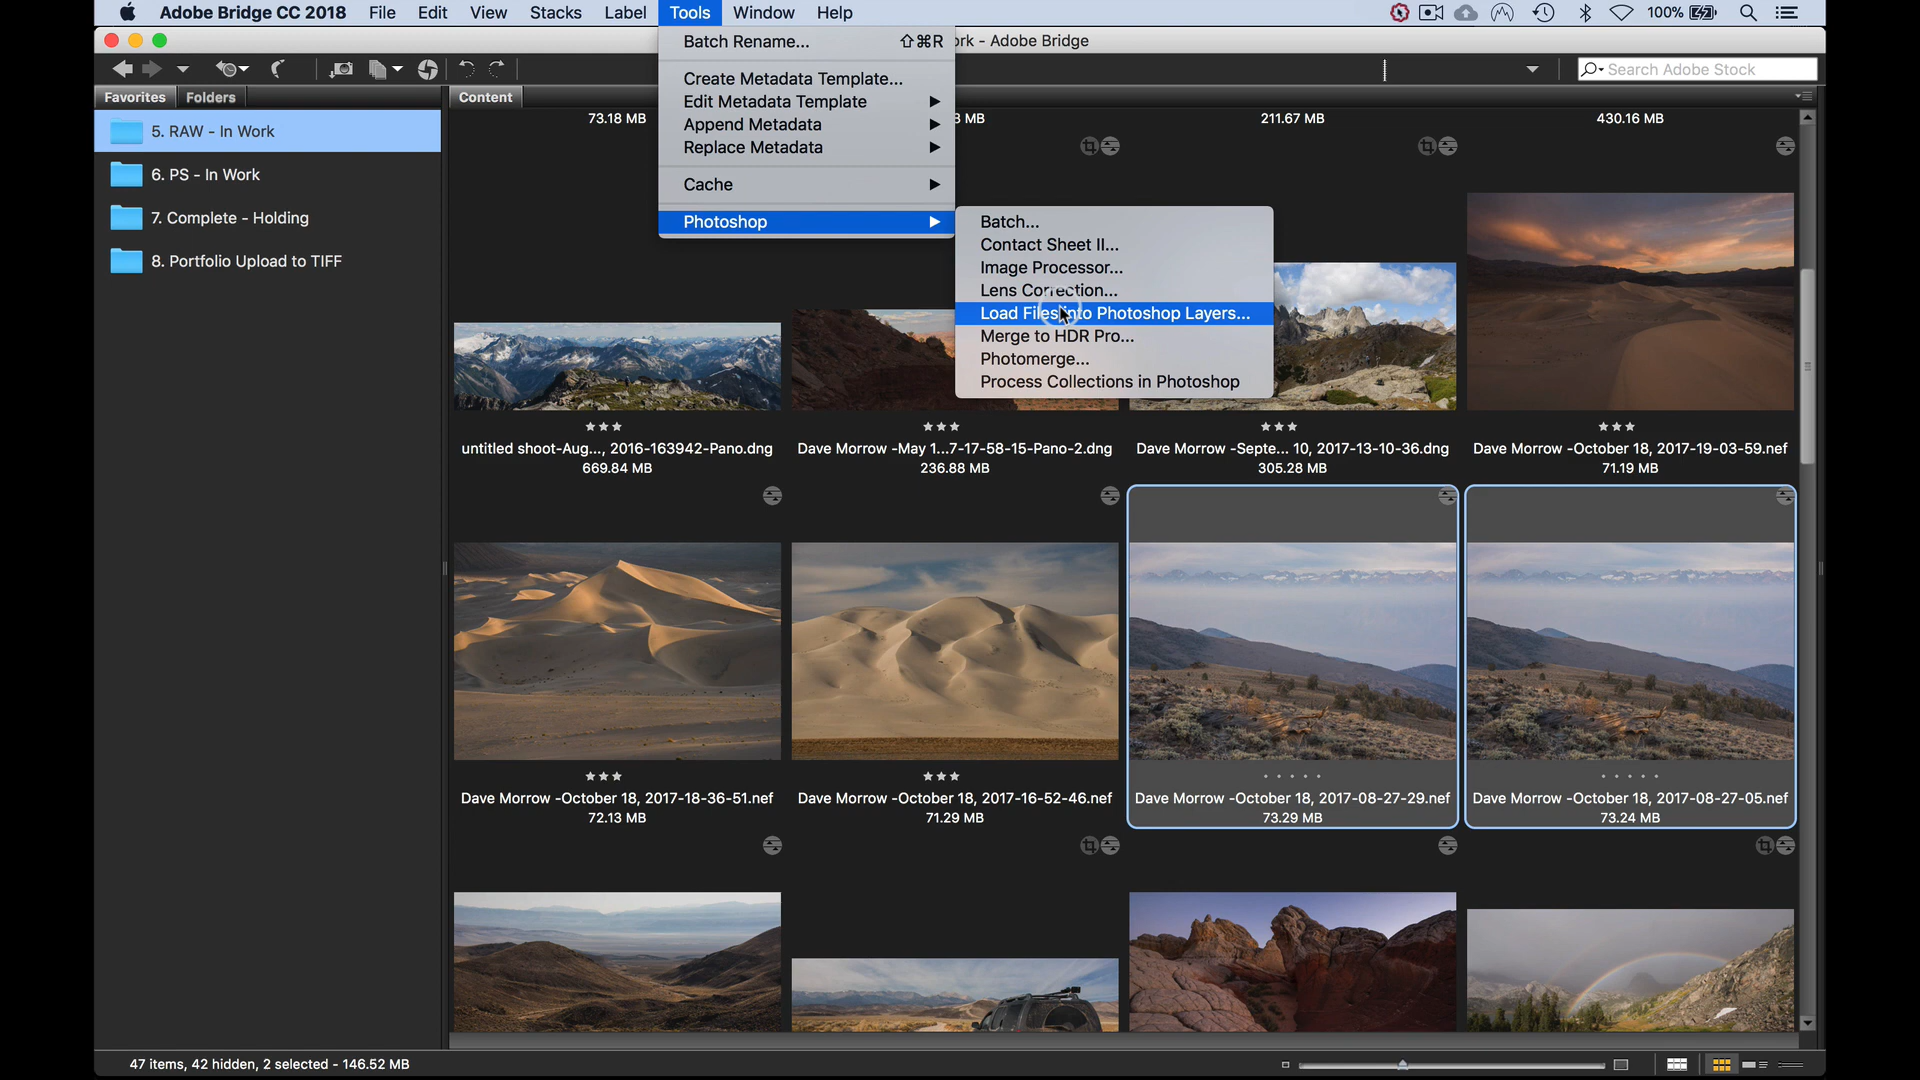 Adobe Bridge CC 2018 File Edit View Stacks Label Tools Window Help 100%
Batch Rename... ⇧⌘R
rk - Adobe Bridge
Search Adobe Stock
Create Metadata Template...
Edit Metadata Template
Append Metadata
Replace Metadata
Cache
Photoshop
Batch...
Contact Sheet II...
Image Processor...
Lens Correction...
Load Files into Photoshop Layers...
Merge to HDR Pro...
Photomerge...
Process Collections in Photoshop
Favorites Folders
Content
5. RAW - In Work
6. PS - In Work
7. Complete - Holding
8. Portfolio Upload to TIFF
73.18 MB
MB
211.67 MB
430.16 MB
untitled shoot-Aug..., 2016-163942-Pano.dng
669.84 MB
Dave Morrow -May 1...7-17-58-15-Pano-2.dng
236.88 MB
Dave Morrow -Septe... 10, 2017-13-10-36.dng
305.28 MB
Dave Morrow -October 18, 2017-19-03-59.nef
71.19 MB
Dave Morrow -October 18, 2017-18-36-51.nef
72.13 MB
Dave Morrow -October 18, 2017-16-52-46.nef
71.29 MB
Dave Morrow -October 18, 2017-08-27-29.nef
73.29 MB
Dave Morrow -October 18, 2017-08-27-05.nef
73.24 MB
47 items, 42 hidden, 2 selected - 146.52 MB